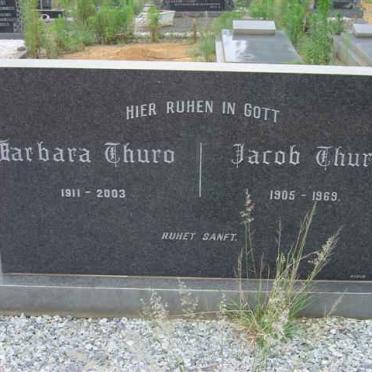 HIER RUHEN IN GOTT
Barbara Thuro Jacob Thur
1911 - 2003 1905 - 1969.
RUHET SANFT.